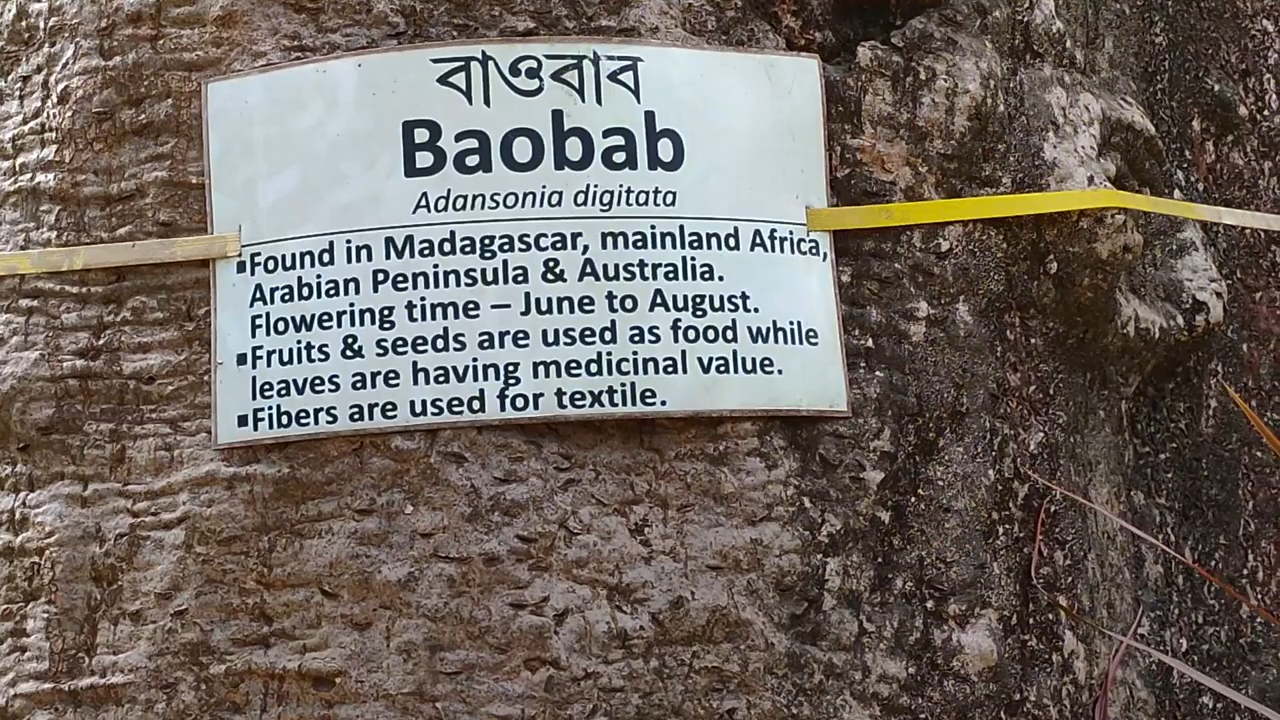 বাওবাব
Baobab
Adansonia digitata
▪Found in Madagascar, mainland Africa,
Arabian Peninsula & Australia.
Flowering time – June to August.
▪Fruits & seeds are used as food while
leaves are having medicinal value.
▪Fibers are used for textile.